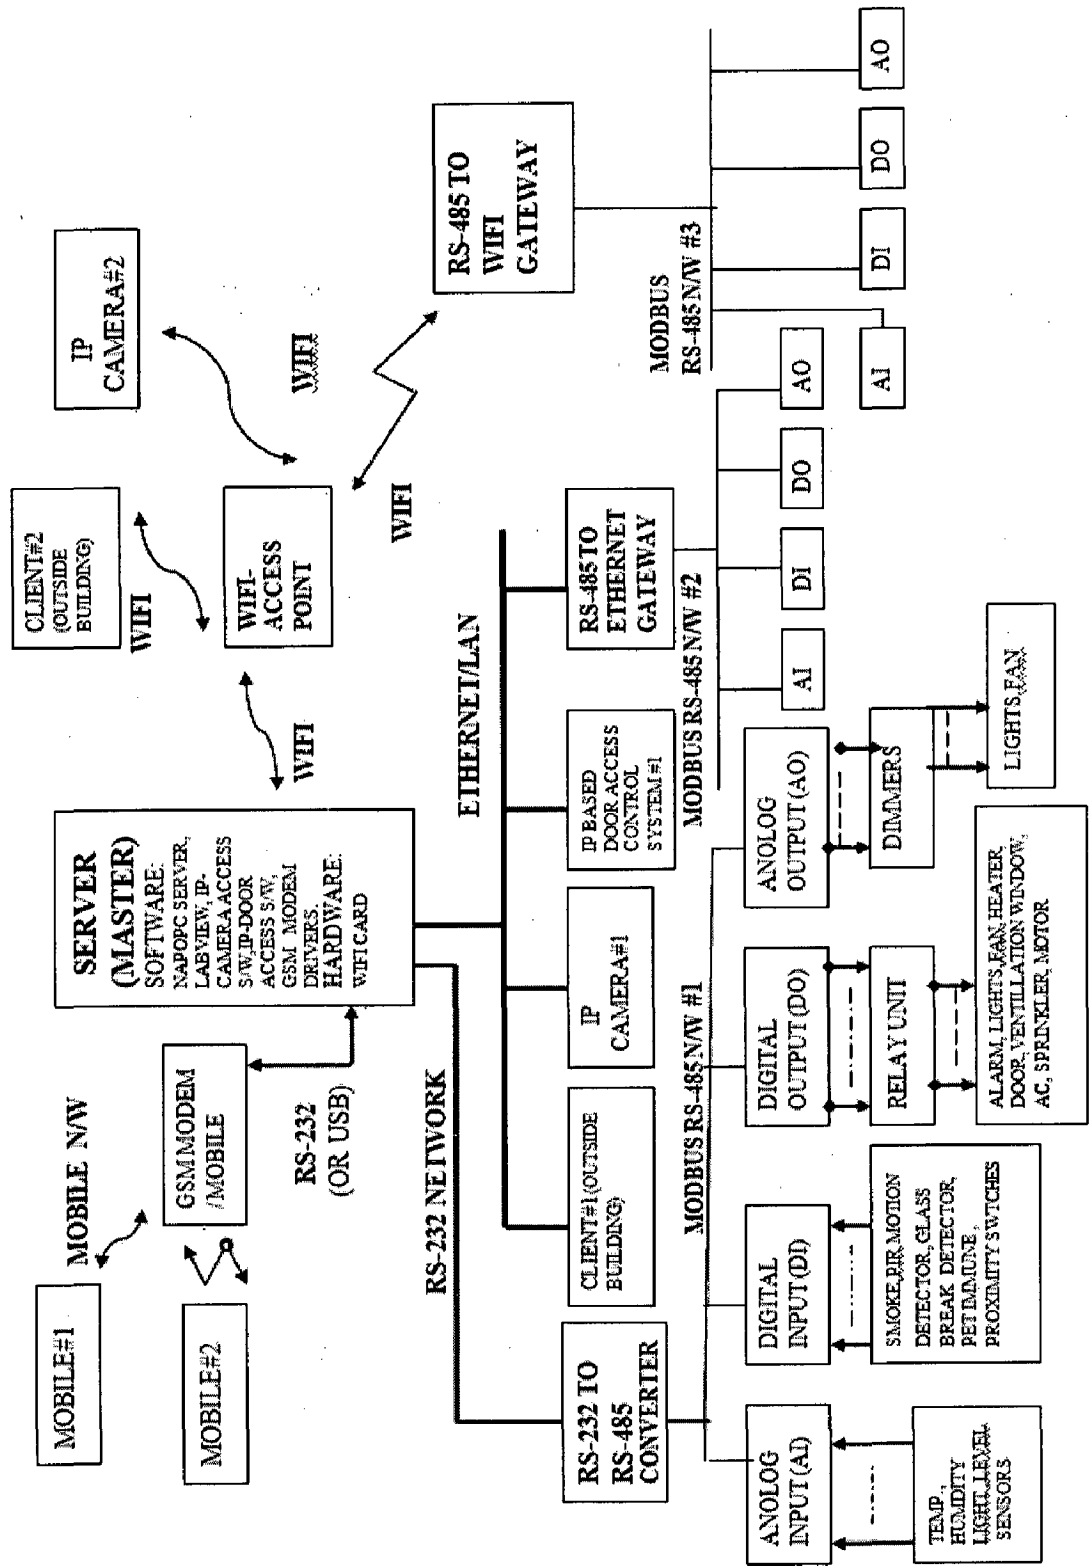 MOBILE#1
MOBILE N/W
MOBILE#2
GSM MODEM
/MOBILE
RS-232
(OR USB)
SERVER
(MASTER)
SOFTWARE:
NAPOPC SERVER,
LABVIEW, IP-
CAMERA ACCESS
S/W,IP-DOOR
ACCESS S/W,
GSM MODEM
DRIVERS.
HARDWARE:
WIFI CARD
WIFI
CLIENT#2
(OUTSIDE
BUILDING)
WIFI
WIFI-
ACCESS
POINT
IP
CAMERA#2
WIFI
WIFI
RS-485 TO
WIFI
GATEWAY
RS-232 NETWORK
ETHERNET/LAN
RS-232 TO
RS-485
CONVERTER
CLIENT#1 (OUTSIDE
BUILDING)
IP
CAMERA#1
IP BASED
DOOR ACCESS
CONTROL
SYSTEM #1
RS-485 TO
ETHERNET
GATEWAY
MODBUS RS-485 N/W #1
MODBUS RS-485 N/W #2
MODBUS
RS-485 N/W #3
ANOLOG
INPUT (AI)
DIGITAL
INPUT (DI)
DIGITAL
OUTPUT (DO)
ANOLOG
OUTPUT (AO)
AI
DI
DO
AO
AI
DI
DO
AO
RELAY UNIT
DIMMERS
TEMP.,
HUMIDITY
LIGHT, LEVEL
SENSORS
SMOKE, PIR, MOTION
DETECTOR, GLASS
BREAK DETECTOR,
PET IMMUNE ,
PROXIMITY SWTCHES
ALARM, LIGHTS, FAN, HEATER,
DOOR, VENTILLATION WINDOW,
AC, SPRINKLER, MOTOR
LIGHTS, FAN